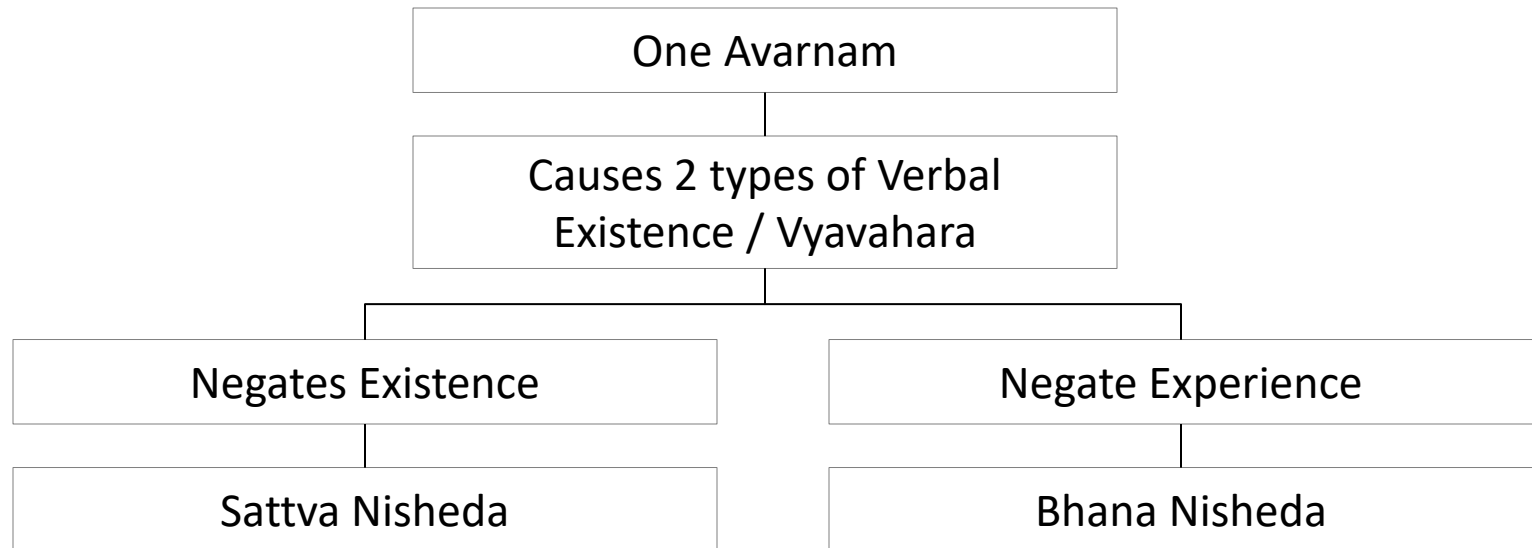 One Avarnam
Causes 2 types of Verbal
Existence / Vyavahara
Negates Existence
Negate Experience
Sattva Nisheda
Bhana Nisheda